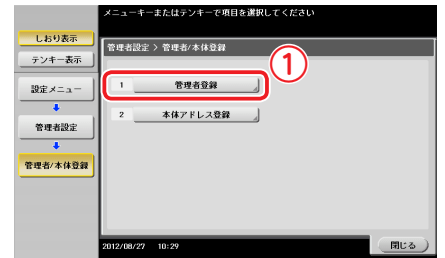 メニューキーまたはテンキーで項目を選択してください
しおり表示
テンキー表示
設定メニュー
管理者設定
管理者/本体登録
管理者設定 > 管理者/本体登録
①
1 管理者登録
2 本体アドレス登録
2012/08/27 10:29
閉じる